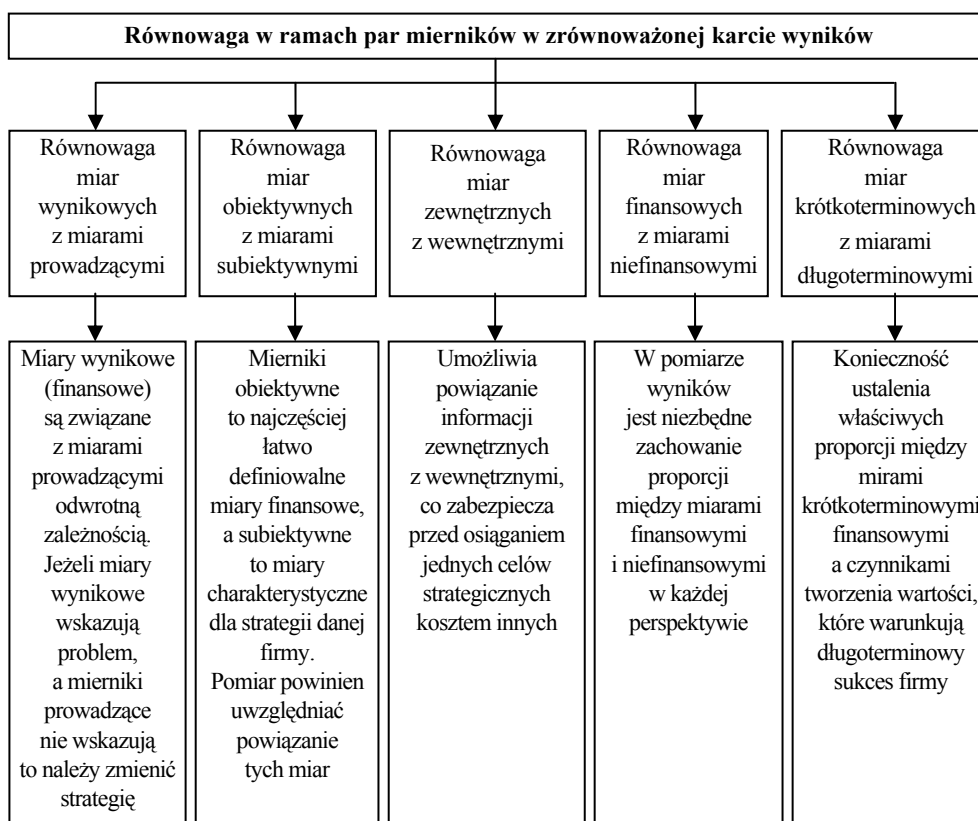 Równowaga w ramach par mierników w zrównoważonej karcie wyników
Równowaga
miar
wynikowych
z miarami
prowadzącymi
Równowaga
miar
obiektywnych
z miarami
subiektywnymi
Równowaga
miar
zewnętrznych
z wewnętrznymi
Równowaga
miar
finansowych
z miarami
niefinansowymi
Równowaga
miar
krótkoterminowych
z miarami
długoterminowymi
Miary wynikowe
(finansowe)
są związane
z miarami
prowadzącymi
odwrotną
zależnością.
Jeżeli miary
wynikowe
wskazują
problem,
a mierniki
prowadzące
nie wskazują
to należy zmienić
strategię
Mierniki
obiektywne
to najczęściej
łatwo
definiowalne
miary finansowe,
a subiektywne
to miary
charakterystyczne
dla strategii danej
firmy.
Pomiar powinien
uwzględniać
powiązanie
tych miar
Umożliwia
powiązanie
informacji
zewnętrznych
z wewnętrznymi,
co zabezpiecza
przed osiąganiem
jednych celów
strategicznych
kosztem innych
W pomiarze
wyników
jest niezbędne
zachowanie
proporcji
między miarami
finansowymi
i niefinansowymi
w każdej
perspektywie
Konieczność
ustalenia
właściwych
proporcji między
mirami
krótkoterminowymi
finansowymi
a czynnikami
tworzenia wartości,
które warunkują
długoterminowy
sukces firmy